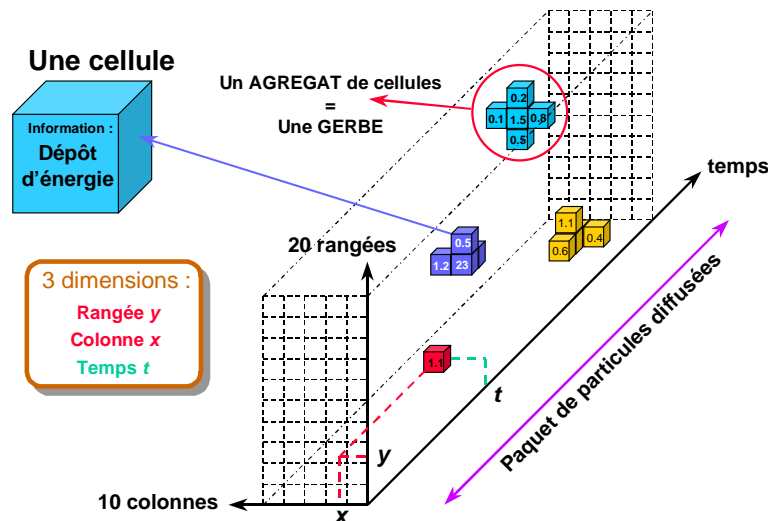 Une cellule
Information :
Dépôt
d'énergie
Un AGREGAT de cellules
=
Une GERBE
0.2
0.1 1.5 0.8
0.5
temps
20 rangées
0.5
1.2 23
1.1
0.6 0.4
3 dimensions :
Rangée y
Colonne x
Temps t
1.1
t
Paquet de particules diffusées
y
10 colonnes
x